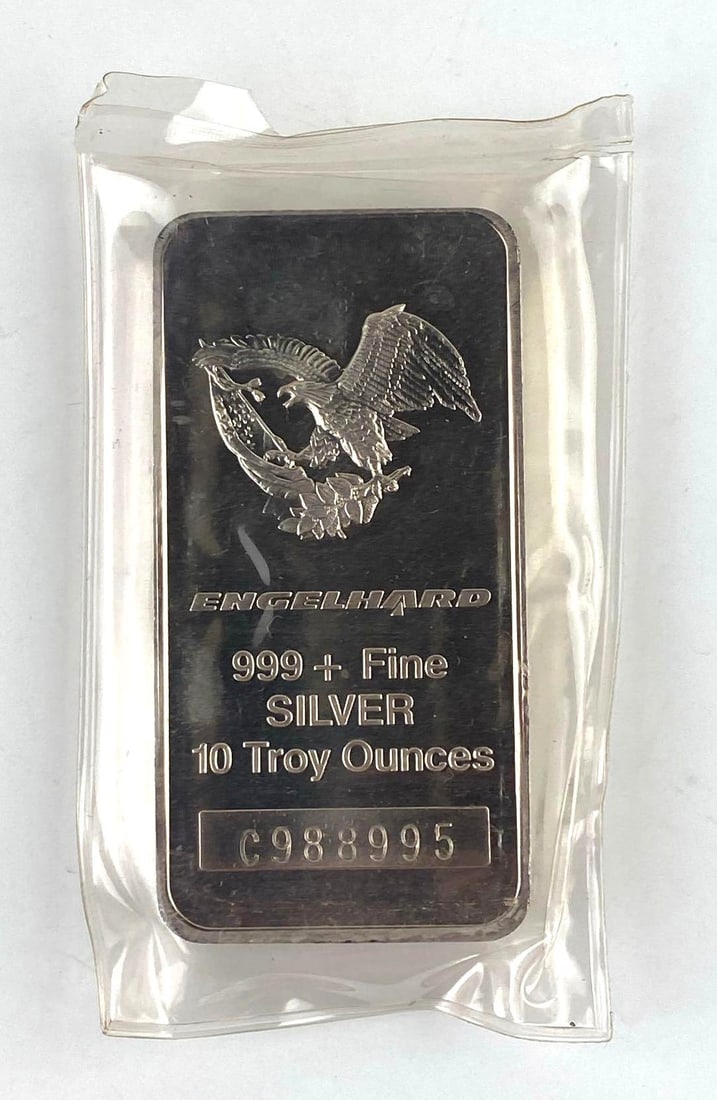 ENGELHARD
999 + Fine
SILVER
10 Troy Ounces
C988995